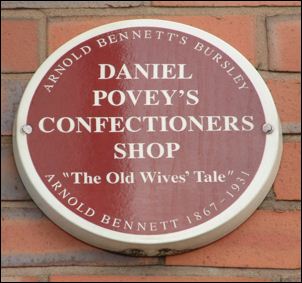 ARNOLD BENNETT'S BURSLEY
DANIEL
POVEY'S
CONFECTIONERS
SHOP
"The Old Wives' Tale"
ARNOLD BENNETT 1867-1931